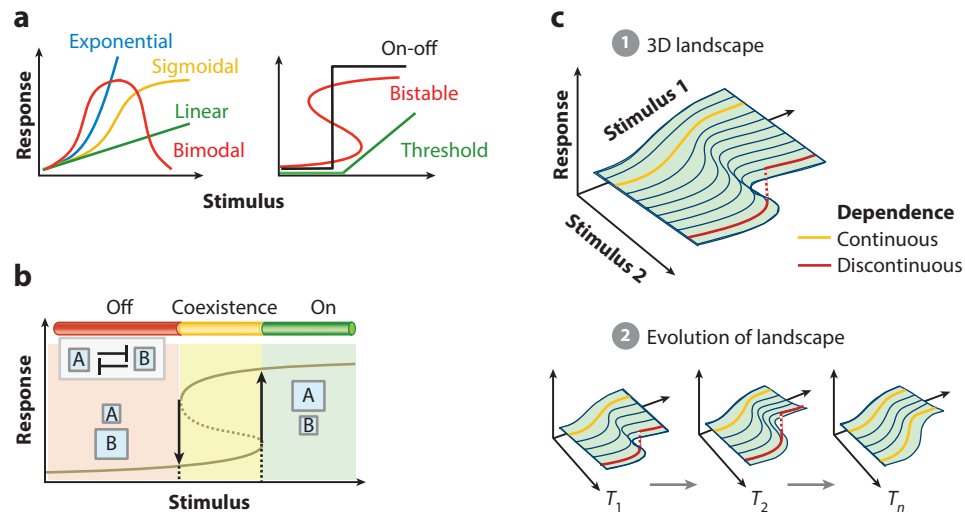 a
Exponential
Sigmoidal
Linear
Bimodal
Response
On-off
Bistable
Threshold
Stimulus
b
Off
Coexistence
On
A
B
A
B
A
B
Response
Stimulus
c
1 3D landscape
Response
Stimulus 1
Stimulus 2
Dependence
Continuous
Discontinuous
2 Evolution of landscape
T1
T2
Tn